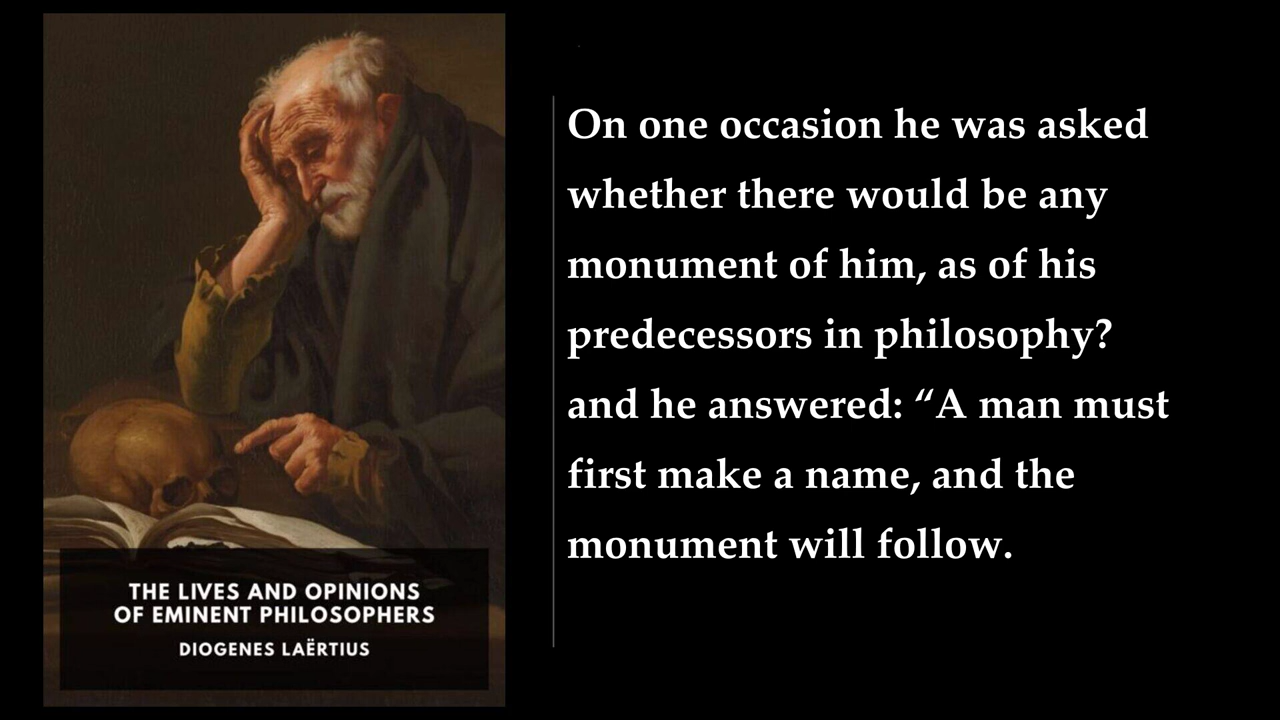 On one occasion he was asked
whether there would be any
monument of him, as of his
predecessors in philosophy?
and he answered: “A man must
first make a name, and the
monument will follow.
THE LIVES AND OPINIONS
OF EMINENT PHILOSOPHERS
DIOGENES LAËRTIUS